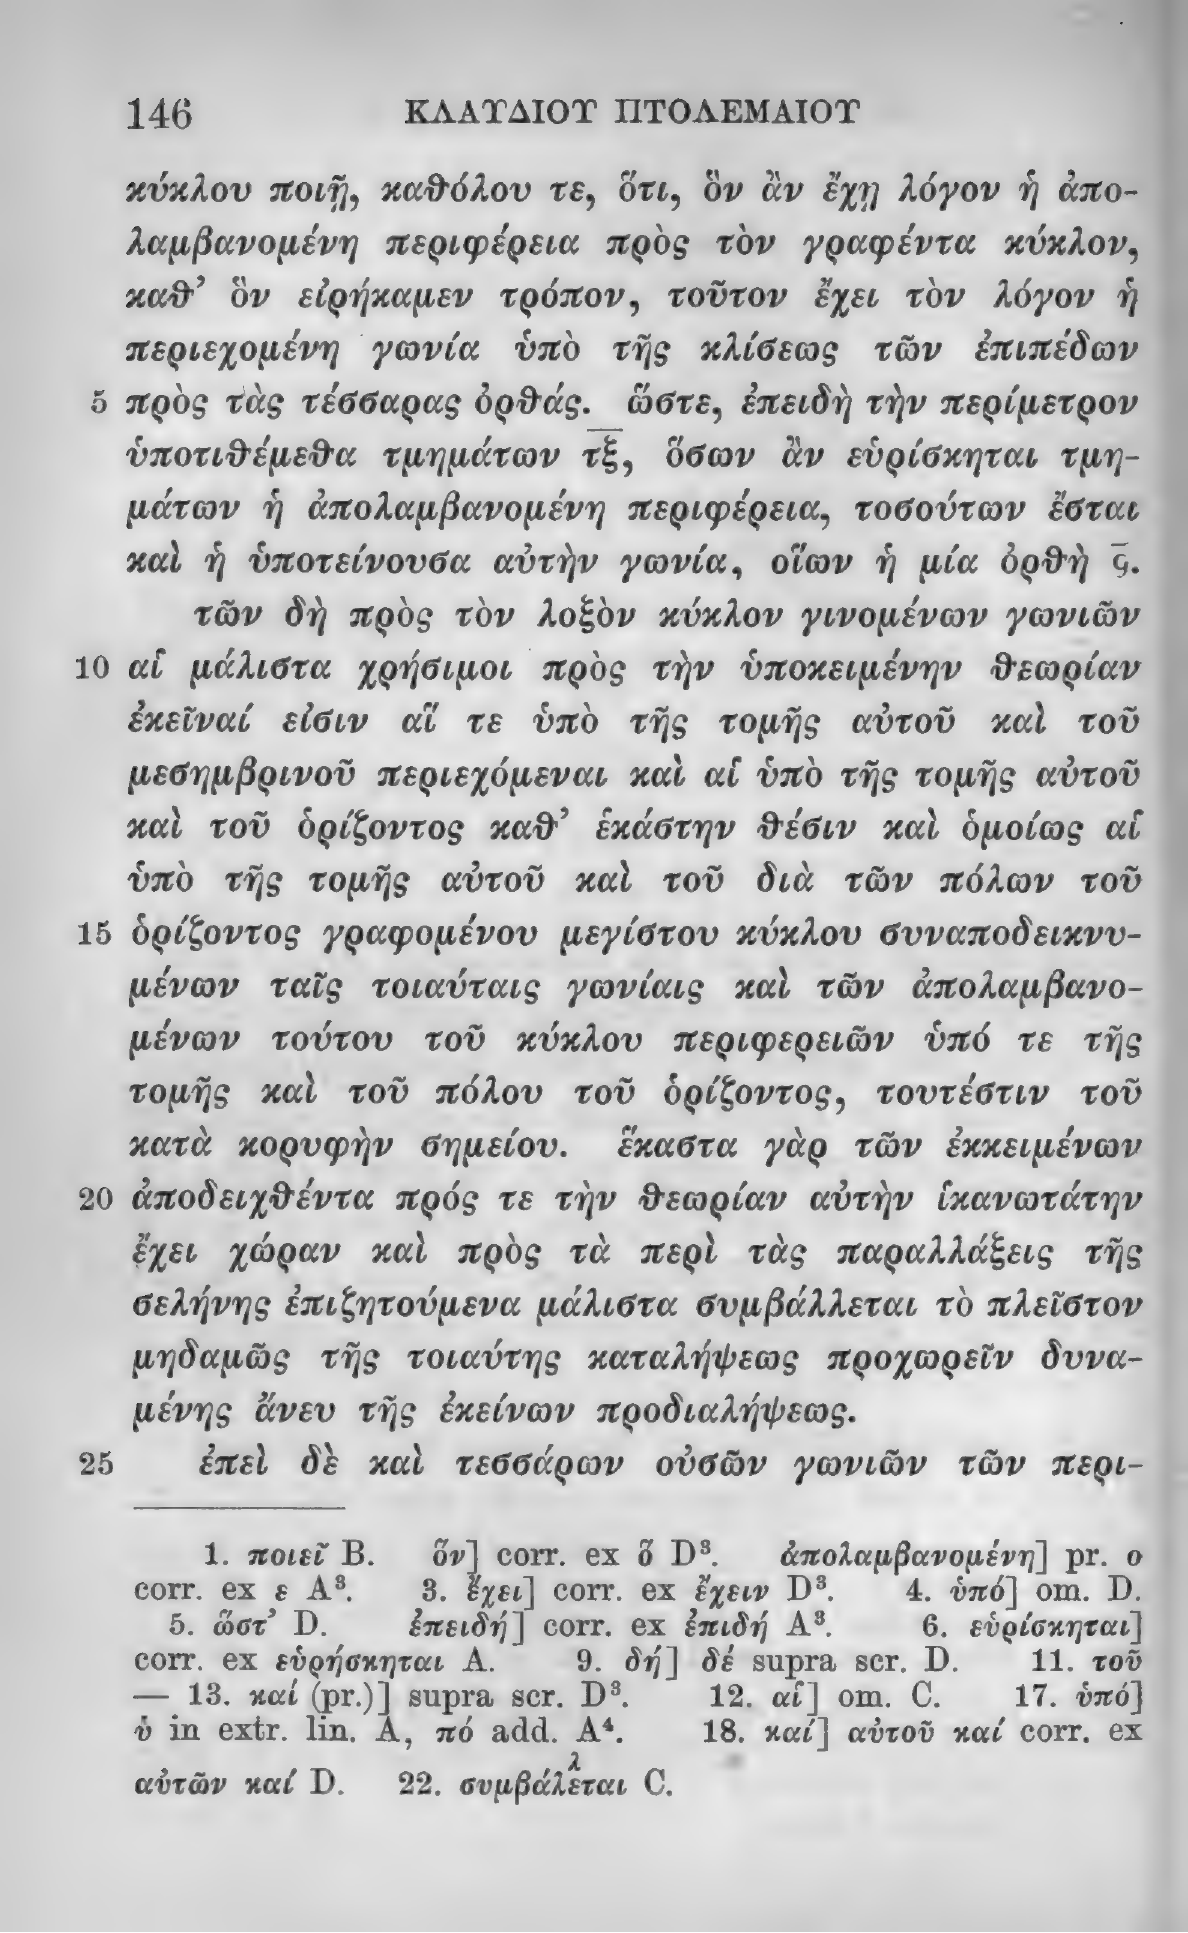 146 ΚΛΑΥΔΙΟΥ ΠΤΟΛΕΜΑΙΟΥ
κύκλου ποιῇ, καθόλου τε, ὅτι, ὃν ἂν ἔχῃ λόγον ἡ ἀπο-
λαμβανομένη περιφέρεια πρὸς τὸν γραφέντα κύκλον,
καθ’ ὃν εἰρήκαμεν τρόπον, τοῦτον ἔχει τὸν λόγον ἡ
περιεχομένη γωνία ὑπὸ τῆς κλίσεως τῶν ἐπιπέδων
5 πρὸς τὰς τέσσαρας ὀρθάς. ὥστε, ἐπειδὴ τὴν περίμετρον
ὑποτιθέμεθα τμημάτων τ̅ξ̅, ὅσων ἂν εὑρίσκηται τμη-
μάτων ἡ ἀπολαμβανομένη περιφέρεια, τοσούτων ἔσται
καὶ ἡ ὑποτείνουσα αὐτὴν γωνία, οἵων ἡ μία ὀρθὴ ϟ̅.
τῶν δὴ πρὸς τὸν λοξὸν κύκλον γινομένων γωνιῶν
10 αἱ μάλιστα χρήσιμοι πρὸς τὴν ὑποκειμένην θεωρίαν
ἐκεῖναί εἰσιν αἵ τε ὑπὸ τῆς τομῆς αὐτοῦ καὶ τοῦ
μεσημβρινοῦ περιεχόμεναι καὶ αἱ ὑπὸ τῆς τομῆς αὐτοῦ
καὶ τοῦ ὁρίζοντος καθ’ ἑκάστην θέσιν καὶ ὁμοίως αἱ
ὑπὸ τῆς τομῆς αὐτοῦ καὶ τοῦ διὰ τῶν πόλων τοῦ
15 ὁρίζοντος γραφομένου μεγίστου κύκλου συναποδεικνυ-
μένων ταῖς τοιαύταις γωνίαις καὶ τῶν ἀπολαμβανο-
μένων τούτου τοῦ κύκλου περιφερειῶν ὑπό τε τῆς
τομῆς καὶ τοῦ πόλου τοῦ ὁρίζοντος, τουτέστιν τοῦ
κατὰ κορυφὴν σημείου. ἕκαστα γὰρ τῶν ἐκκειμένων
20 ἀποδειχθέντα πρός τε τὴν θεωρίαν αὐτὴν ἱκανωτάτην
ἔχει χώραν καὶ πρὸς τὰ περὶ τὰς παραλλάξεις τῆς
σελήνης ἐπιζητούμενα μάλιστα συμβάλλεται τὸ πλεῖστον
μηδαμῶς τῆς τοιαύτης καταλήψεως προχωρεῖν δυνα-
μένης ἄνευ τῆς ἐκείνων προδιαλήψεως.
25 ἐπεὶ δὲ καὶ τεσσάρων οὐσῶν γωνιῶν τῶν περι-
1. ποιεῖ B. ὅν] corr. ex ὅ D³. ἀπολαμβανομένη] pr. ο
corr. ex ε A³. 3. ἔχει] corr. ex ἔχειν D³. 4. ὑπό] om. D.
5. ὥστ’ D. ἐπειδή] corr. ex ἐπιδή A³. 6. εὑρίσκηται]
corr. ex εὑρήσκηται A. 9. δή] δέ supra scr. D. 11. τοῦ
— 13. καί (pr.)] supra scr. D³. 12. αἱ] om. C. 17. ὑπό]
ὑ in extr. lin. A, πό add. A⁴. 18. καί] αὐτοῦ καί corr. ex
αὐτῶν καί D. 22. συμβάλλεται C.